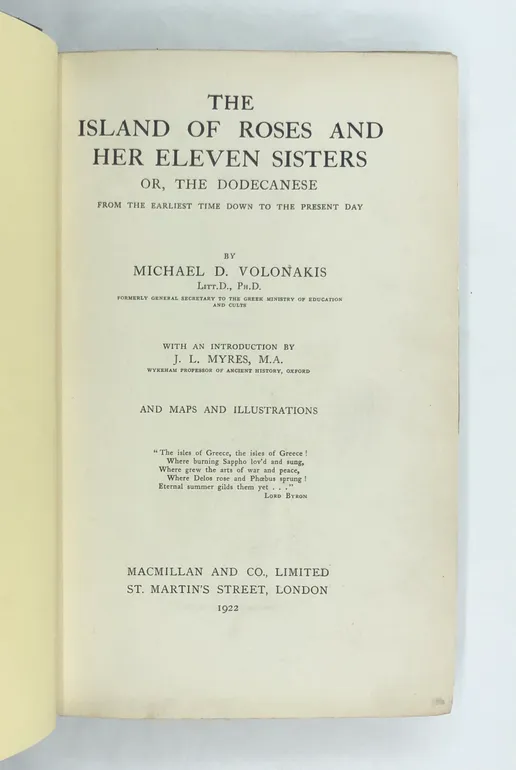 THE
ISLAND OF ROSES AND
HER ELEVEN SISTERS
OR, THE DODECANESE
FROM THE EARLIEST TIME DOWN TO THE PRESENT DAY
BY
MICHAEL D. VOLONAKIS
LITT.D., PH.D.
FORMERLY GENERAL SECRETARY TO THE GREEK MINISTRY OF EDUCATION
AND CULTS
WITH AN INTRODUCTION BY
J. L. MYRES, M.A.
WYKEHAM PROFESSOR OF ANCIENT HISTORY, OXFORD
AND MAPS AND ILLUSTRATIONS
"The isles of Greece, the isles of Greece!
Where burning Sappho lov'd and sung,
Where grew the arts of war and peace,
Where Delos rose and Phœbus sprung!
Eternal summer gilds them yet . . ."
LORD BYRON
MACMILLAN AND CO., LIMITED
ST. MARTIN'S STREET, LONDON
1922